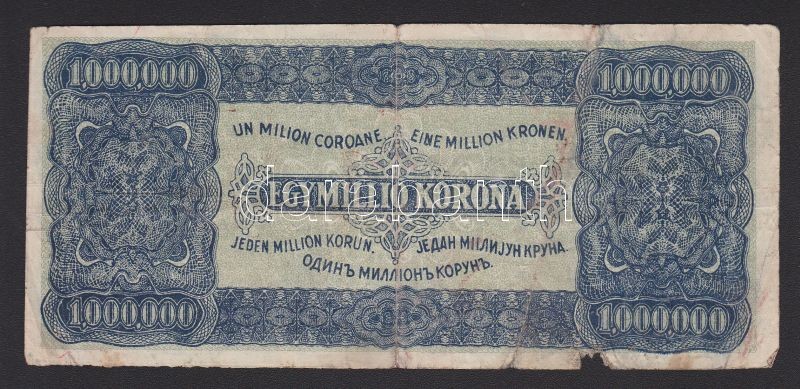 1,000,000 1,000,000
UN MILION COROANE. EINE MILLION KRONEN.
EGYMILLIÓ KORONA
JEDEN MILLION KORUN. ЈЕДАН МИЛИЈУН КРУНА
ОДИНЪ МИЛЛІОНЪ КОРУНЪ.
1,000,000 1,000,000